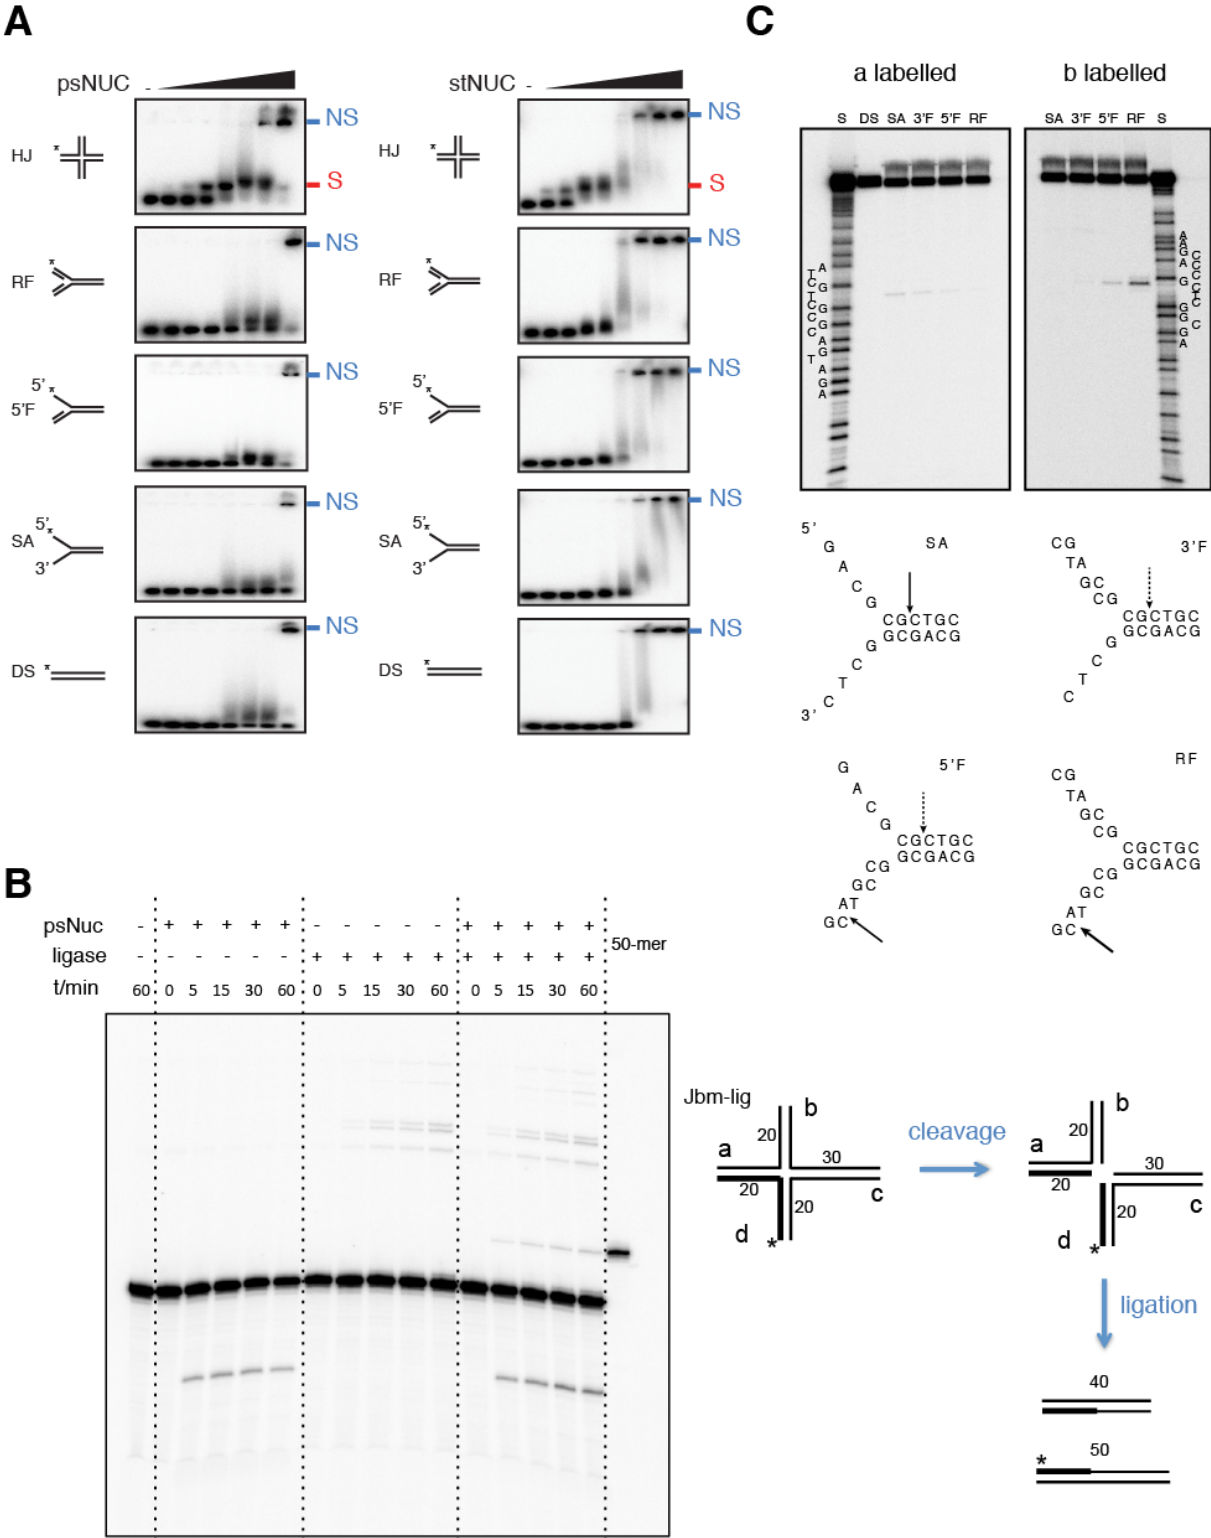 A
psNUC -
stNUC -
HJ * NS
S
HJ * NS
S
RF * NS
RF * NS
5'
5'F * NS
5'
5'F * NS
5'
SA * NS
3'
5'
SA * NS
3'
DS * NS
DS * NS
C
a labelled
b labelled
S DS SA 3'F 5'F RF
SA 3'F 5'F RF S
A
T
C
T
C
C
C
T
G
G
G
A
G
A
G
A
A
A
G
A
G
G
G
G
A
C
C
C
C
C
T
C
C
5'
G
A
C
G
SA
CGCTGC
GCGACG
G
C
T
C
3'
CG
TA
GC
CG
3'F
CGCTGC
GCGACG
G
C
T
C
G
A
C
G
5'F
CGCTGC
GCGACG
CG
GC
AT
GC
CG
TA
GC
CG
RF
CGCTGC
GCGACG
CG
GC
AT
GC
B
psNuc - + + + + + - - - - - + + + + +
ligase - - - - - - + + + + + + + + + +
50-mer
t/min 60 0 5 15 30 60 0 5 15 30 60 0 5 15 30 60
Jbm-lig
a
b
c
d
20
30
20
20
*
cleavage
a
b
c
d
20
30
20
20
*
ligation
40
50
*